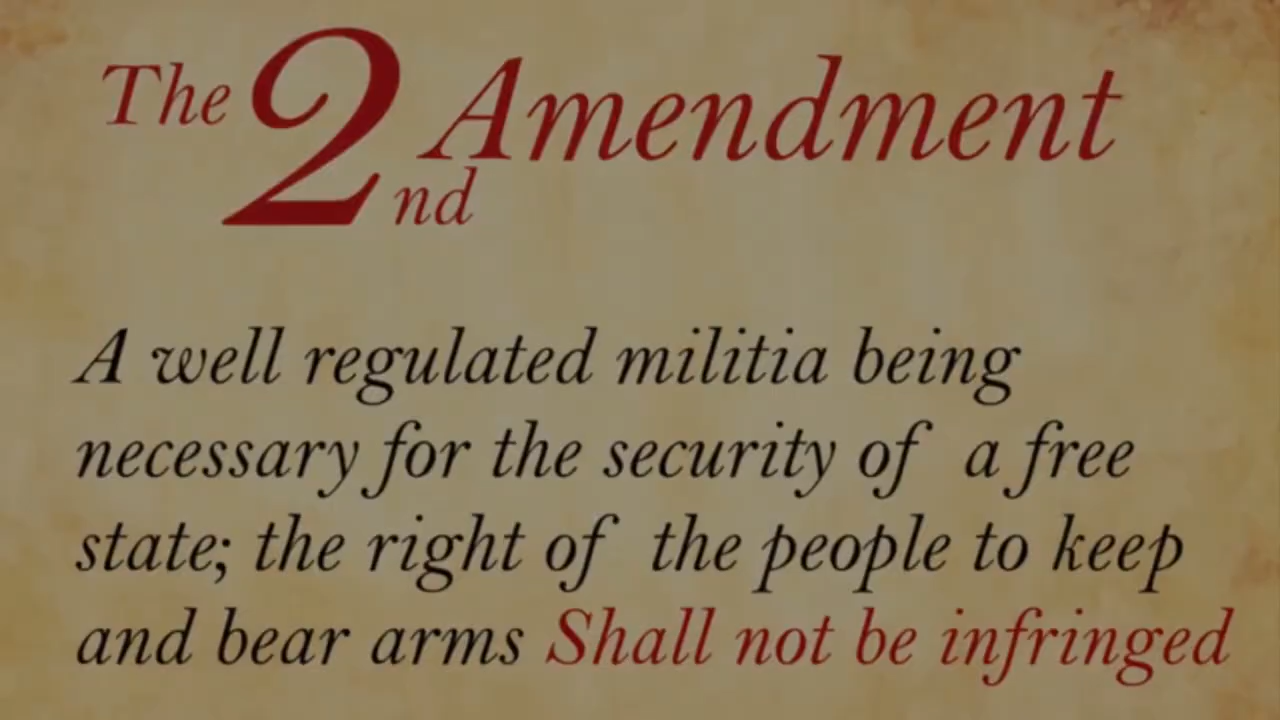 The 2nd Amendment
A well regulated militia being
necessary for the security of a free
state; the right of the people to keep
and bear arms Shall not be infringed